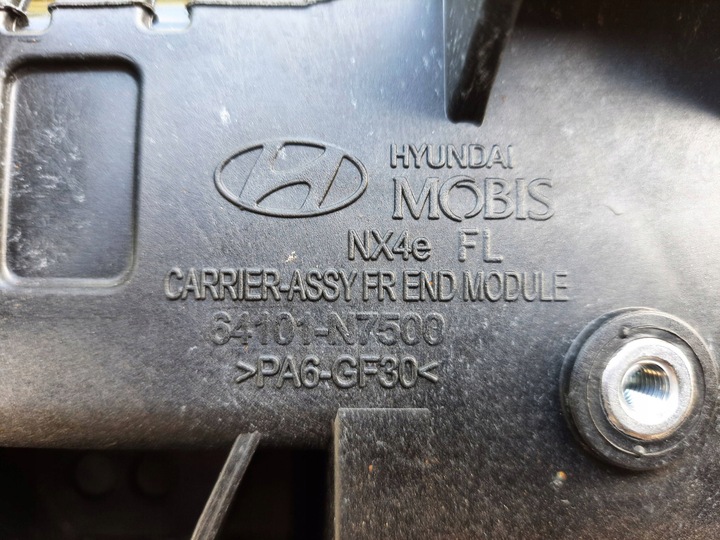 HYUNDAI
MOBIS
NX4e FL
CARRIER-ASSY FR END MODULE
64101-N7500
>PA6-GF30<